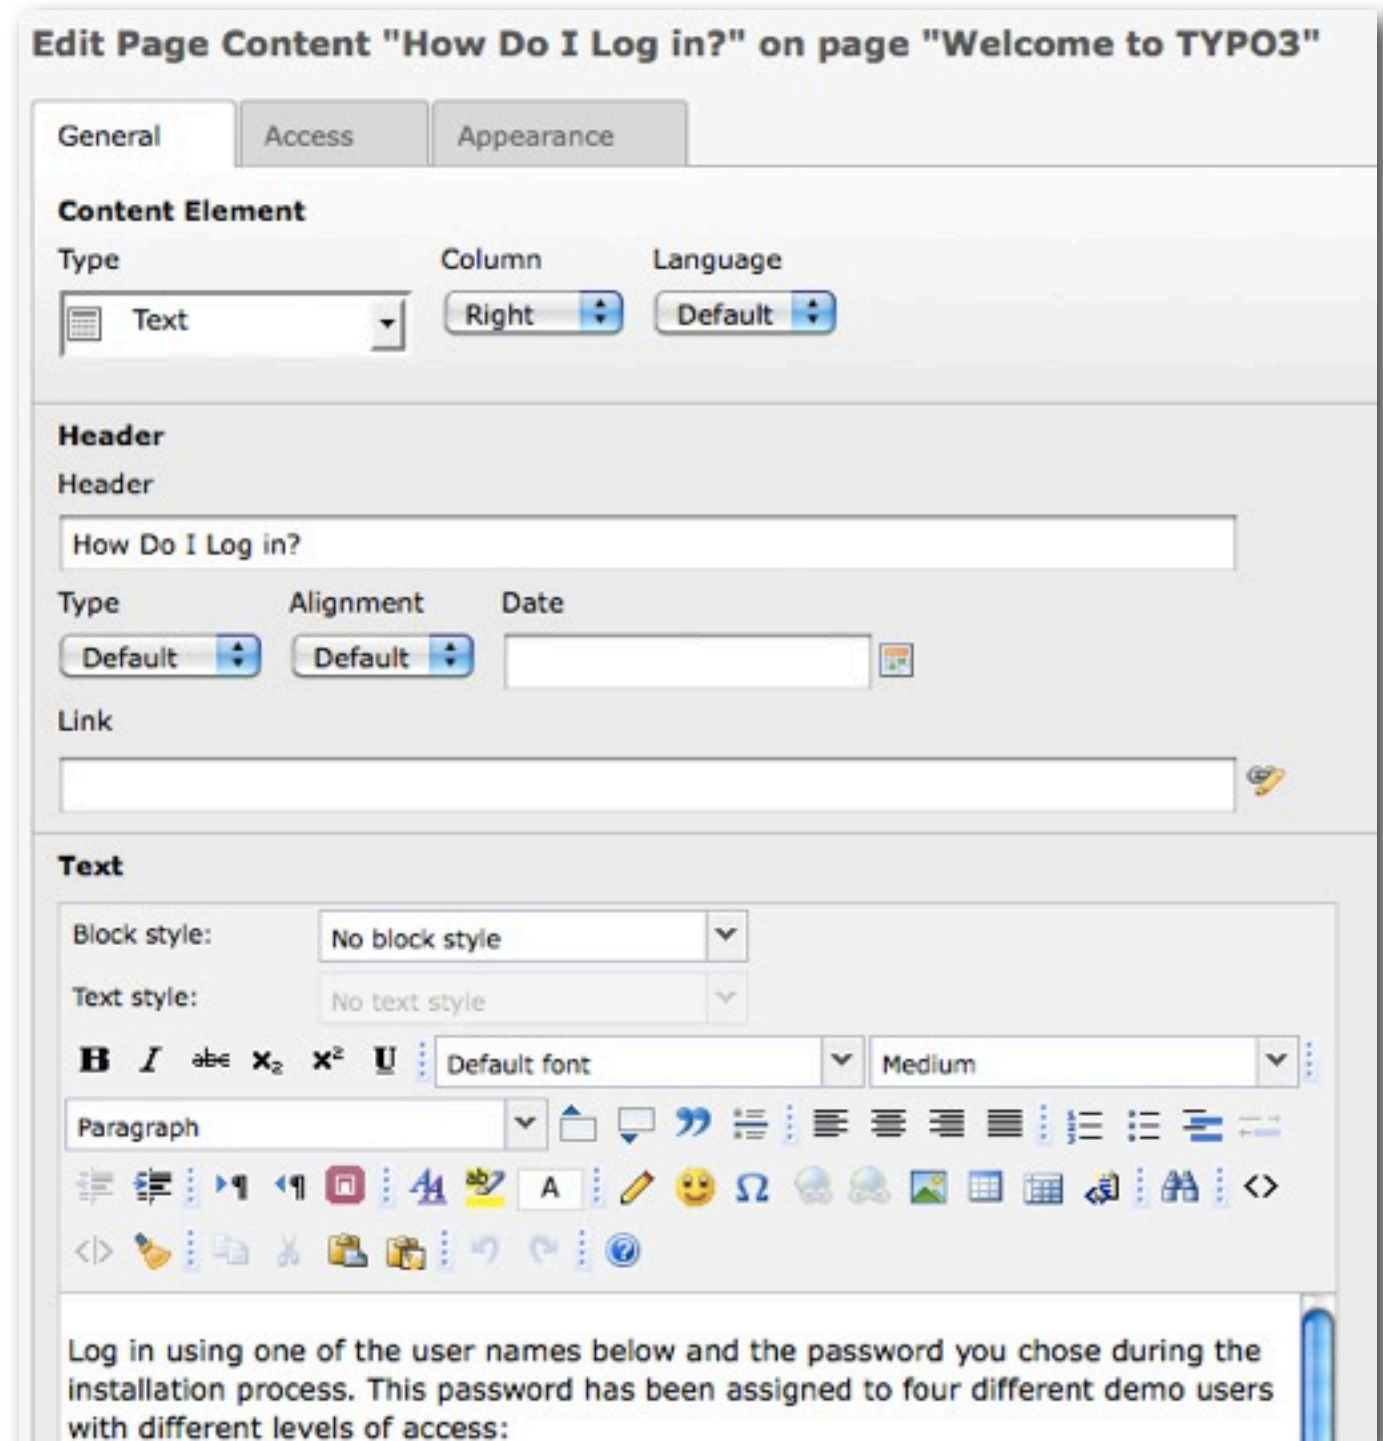 Edit Page Content "How Do I Log in?" on page "Welcome to TYPO3"
General Access Appearance
Content Element
Type Column Language
Text Right Default
Header
Header
How Do I Log in?
Type Alignment Date
Default Default
Link
Text
Block style: No block style
Text style: No text style
B I abc x₂ x² U Default font Medium
Paragraph
A
Log in using one of the user names below and the password you chose during the
installation process. This password has been assigned to four different demo users
with different levels of access: